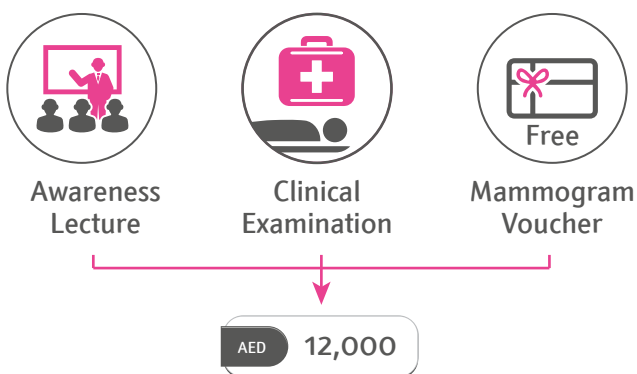 Free
Awareness
Lecture
Clinical
Examination
Mammogram
Voucher
AED 12,000